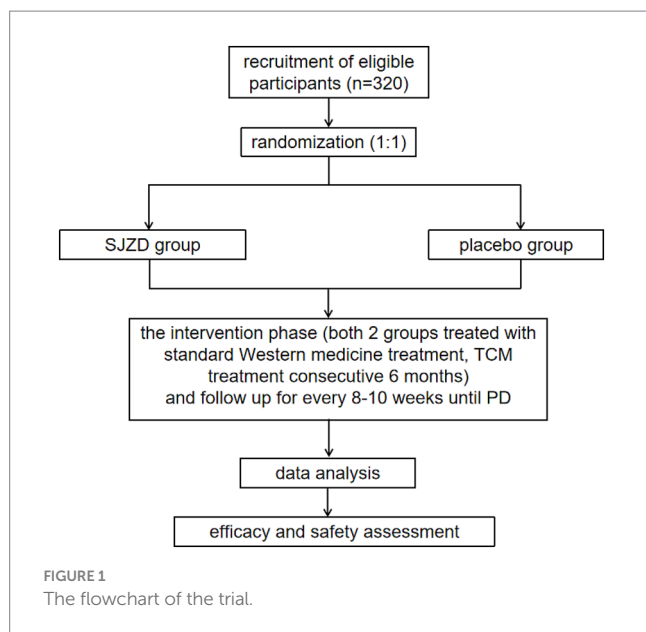 recruitment of eligible
participants (n=320)
randomization (1:1)
SJZD group
placebo group
the intervention phase (both 2 groups treated with
standard Western medicine treatment, TCM
treatment consecutive 6 months)
and follow up for every 8-10 weeks until PD
data analysis
efficacy and safety assessment
FIGURE 1
The flowchart of the trial.